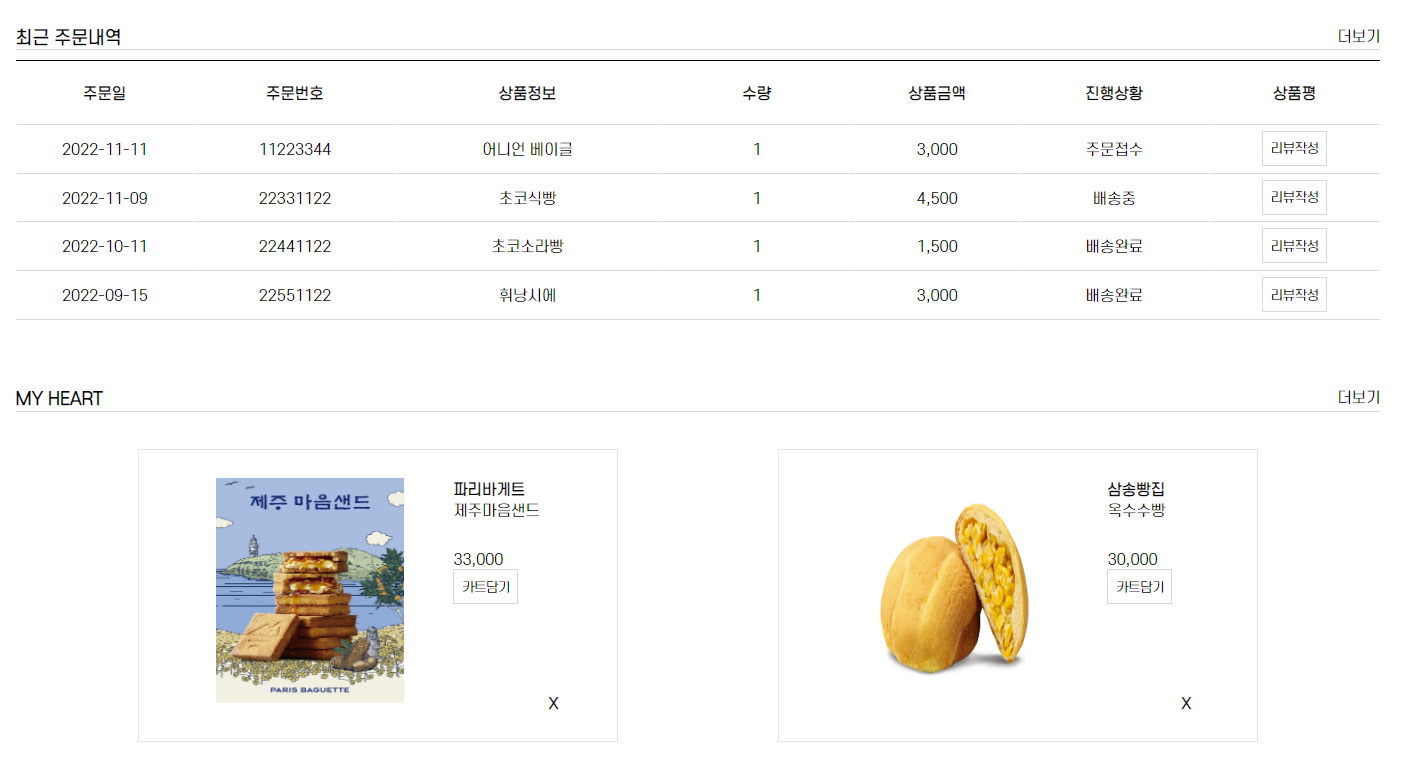 최근 주문내역 더보기
주문일 주문번호 상품정보 수량 상품금액 진행상황 상품평
2022-11-11 11223344 어니언 베이글 1 3,000 주문접수 리뷰작성
2022-11-09 22331122 초코식빵 1 4,500 배송중 리뷰작성
2022-10-11 22441122 초코소라빵 1 1,500 배송완료 리뷰작성
2022-09-15 22551122 휘낭시에 1 3,000 배송완료 리뷰작성
MY HEART 더보기
제주 마음샌드
PARIS BAGUETTE
파리바게트
제주마음샌드
33,000
카트담기
X
삼송빵집
옥수수빵
30,000
카트담기
X